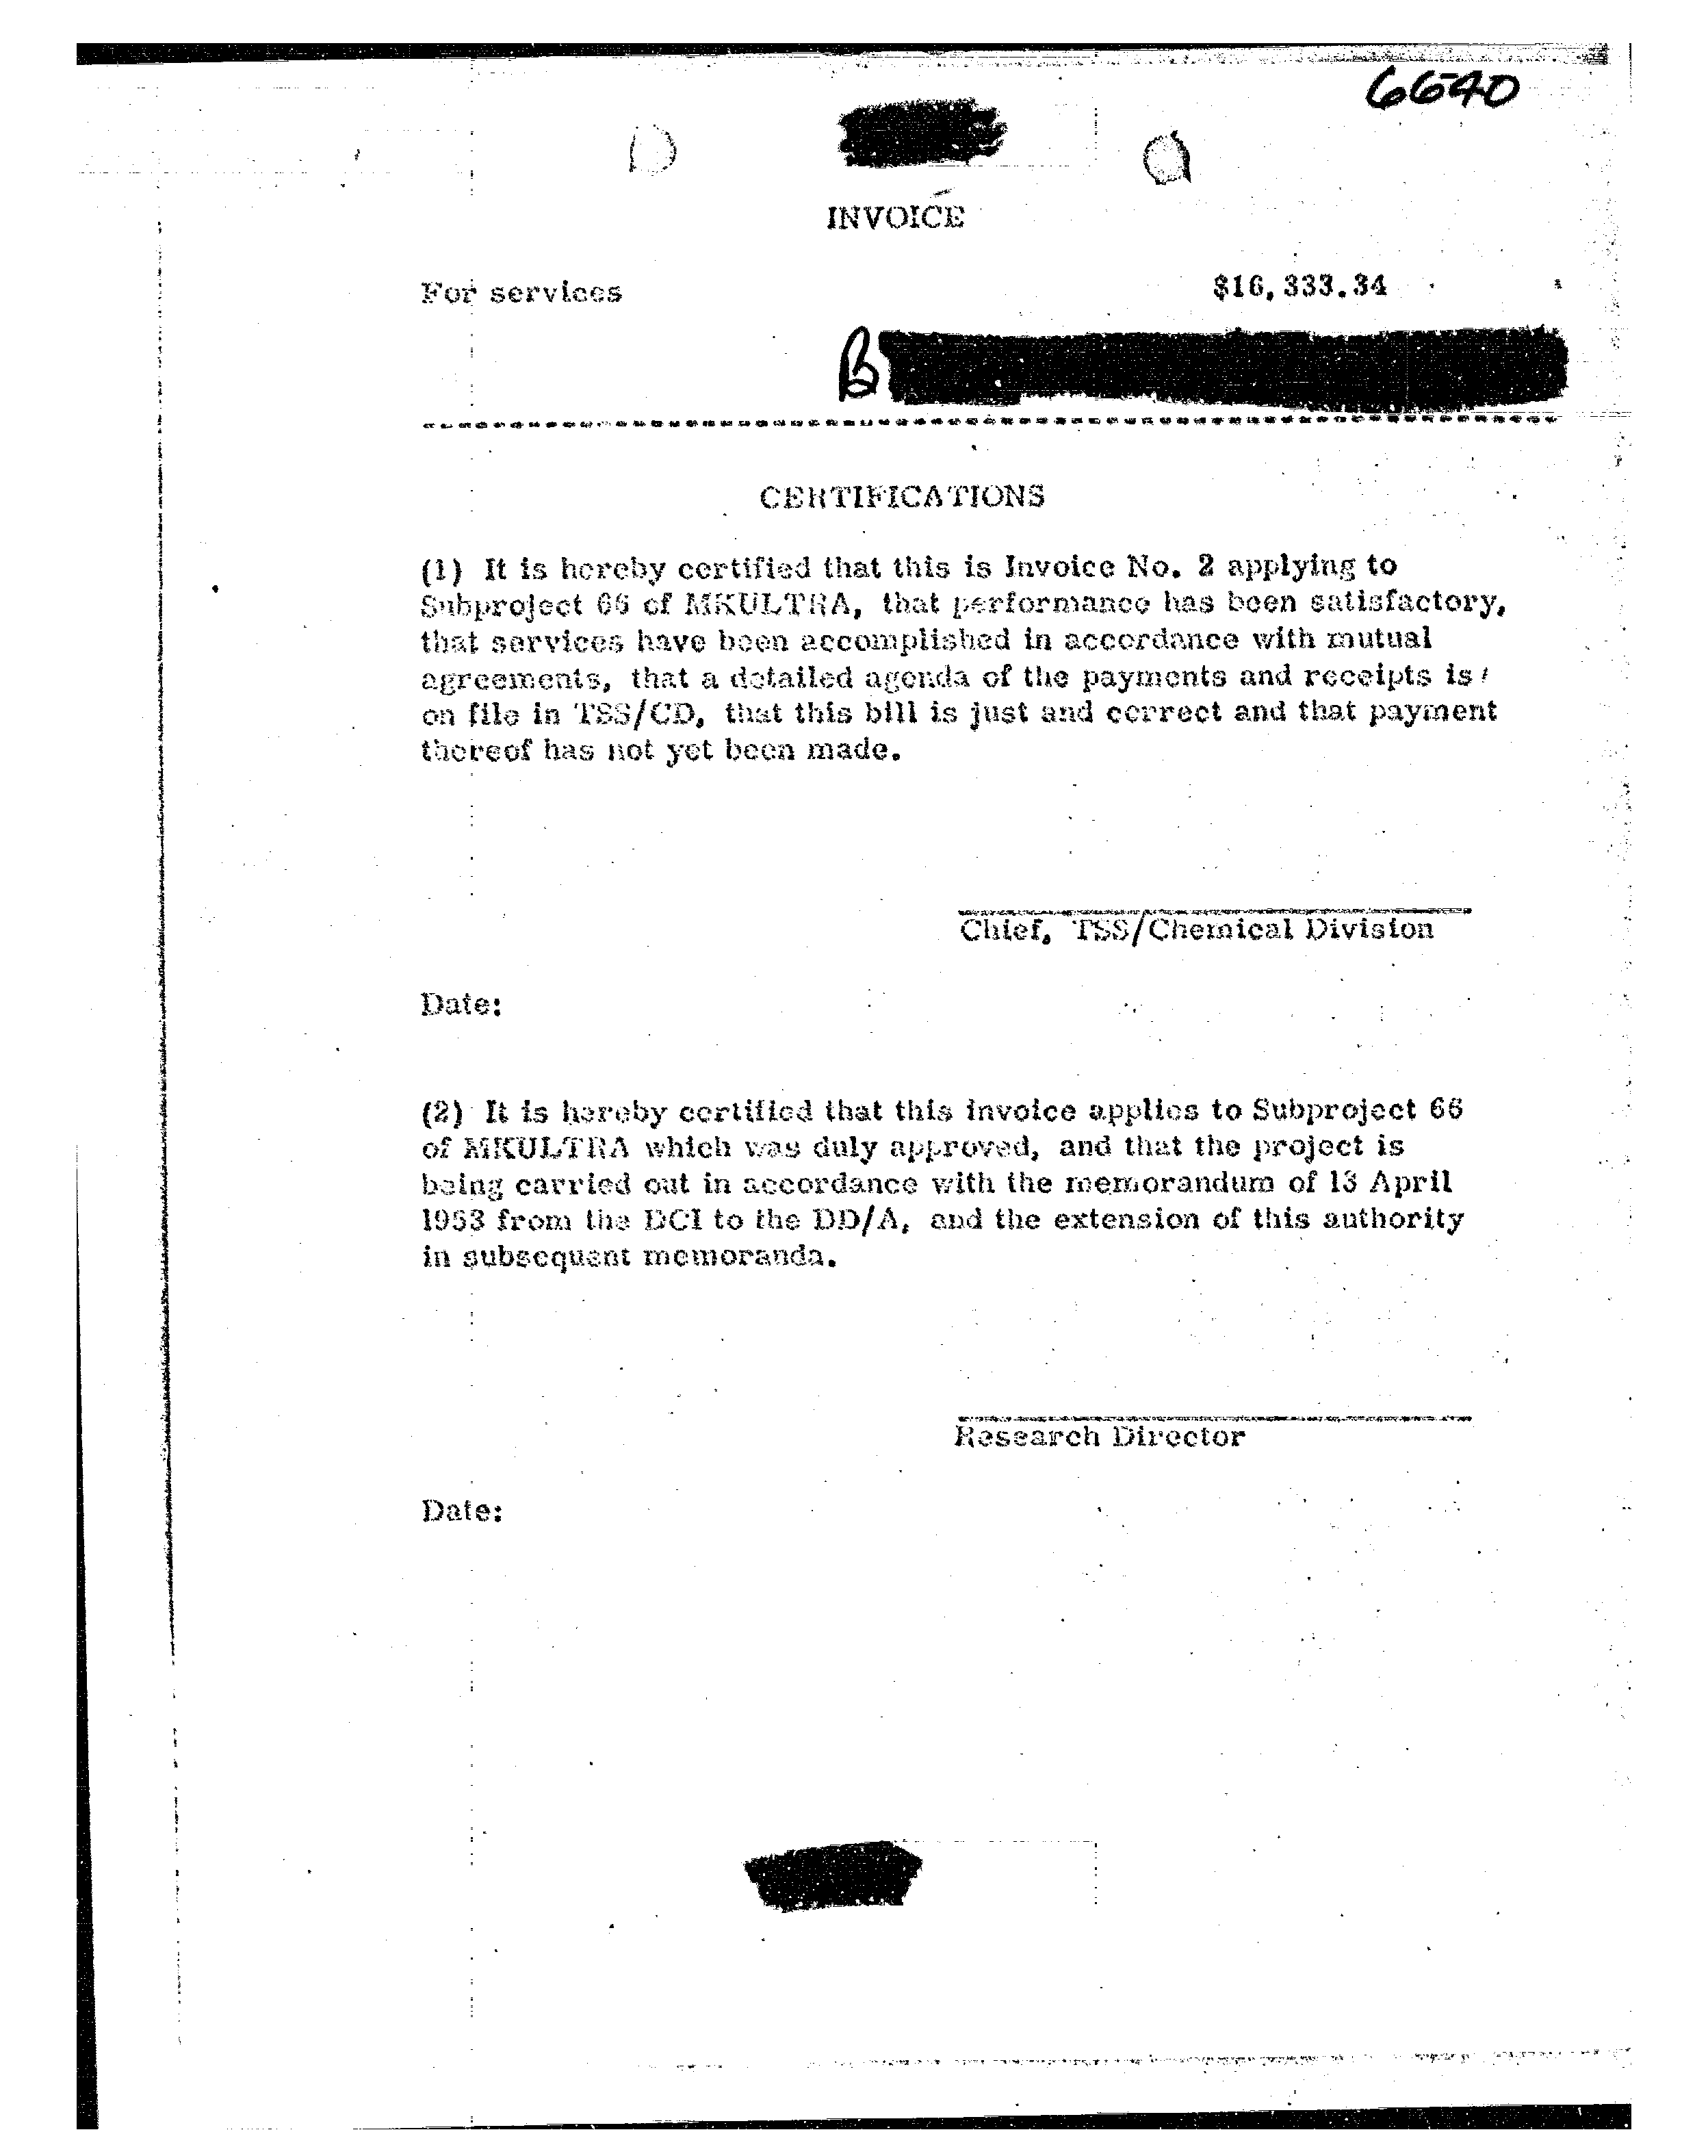 6640
INVOICE
For services $16,333.34
B
CERTIFICATIONS
(1) It is hereby certified that this is Invoice No. 2 applying to
Subproject 66 of MKULTRA, that performance has been satisfactory,
that services have been accomplished in accordance with mutual
agreements, that a detailed agenda of the payments and receipts is
on file in TSS/CD, that this bill is just and correct and that payment
thereof has not yet been made.
Chief, TSS/Chemical Division
Date:
(2) It is hereby certified that this invoice applies to Subproject 66
of MKULTRA which was duly approved, and that the project is
being carried out in accordance with the memorandum of 13 April
1953 from the DCI to the DD/A, and the extension of this authority
in subsequent memoranda.
Research Director
Date: